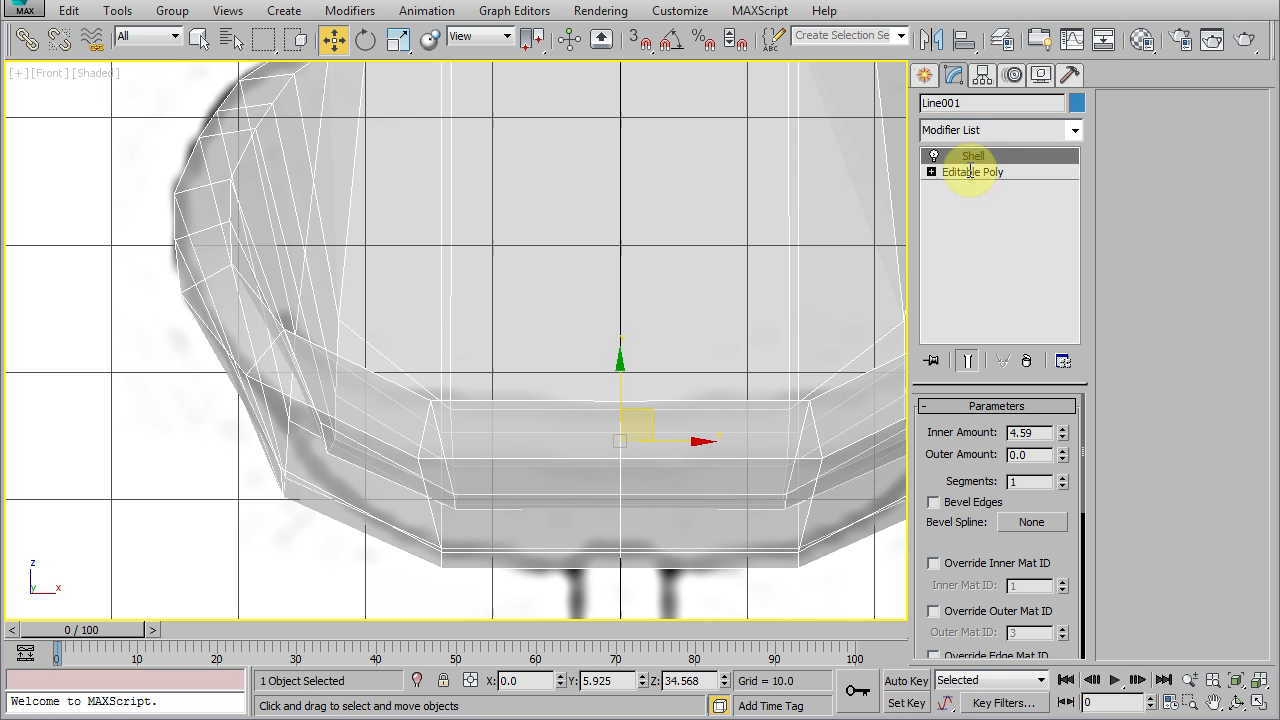 MAX Edit Tools Group Views Create Modifiers Animation Graph Editors Rendering Customize MAXScript Help
All View 3 Create Selection Se
[+][Front][Shaded]
Line001
Modifier List
Shell
Editable Poly
Parameters
Inner Amount: 4.59
Outer Amount: 0.0
Segments: 1
Bevel Edges
Bevel Spline: None
Override Inner Mat ID
Inner Mat ID: 1
Override Outer Mat ID
Outer Mat ID: 3
Override Edge Mat ID
z
y x
< 0 / 100 >
0 10 20 30 40 50 60 70 80 90 100
1 Object Selected X: 0.0 Y: 5.925 Z: 34.568 Grid = 10.0 Auto Key Selected
Welcome to MAXScript. Click and drag to select and move objects Add Time Tag Set Key Key Filters... 0